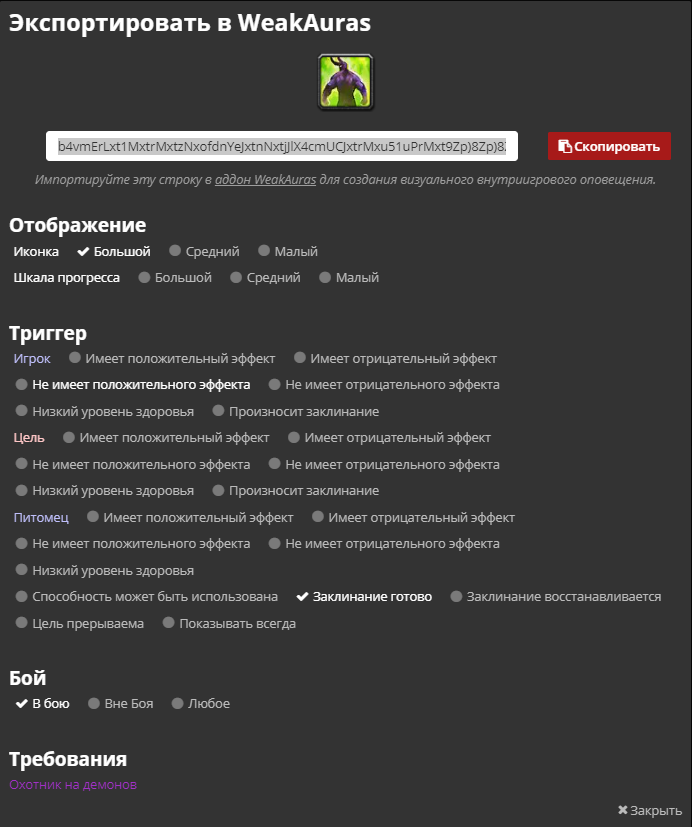 Экспортировать в WeakAuras
b4vmErLxt1MxtrMxtzNxofdnYeJxtnNxtjJlX4cmUCJxtrMxu51uPrMxt9Zp)8Zp)8
Скопировать
Импортируйте эту строку в аддон WeakAuras для создания визуального внутриигрового оповещения.
Отображение
Иконка Большой Средний Малый
Шкала прогресса Большой Средний Малый
Триггер
Игрок Имеет положительный эффект Имеет отрицательный эффект
Не имеет положительного эффекта Не имеет отрицательного эффекта
Низкий уровень здоровья Произносит заклинание
Цель Имеет положительный эффект Имеет отрицательный эффект
Не имеет положительного эффекта Не имеет отрицательного эффекта
Низкий уровень здоровья Произносит заклинание
Питомец Имеет положительный эффект Имеет отрицательный эффект
Не имеет положительного эффекта Не имеет отрицательного эффекта
Низкий уровень здоровья
Способность может быть использована Заклинание готово Заклинание восстанавливается
Цель прерываема Показывать всегда
Бой
В бою Вне Боя Любое
Требования
Охотник на демонов
Закрыть